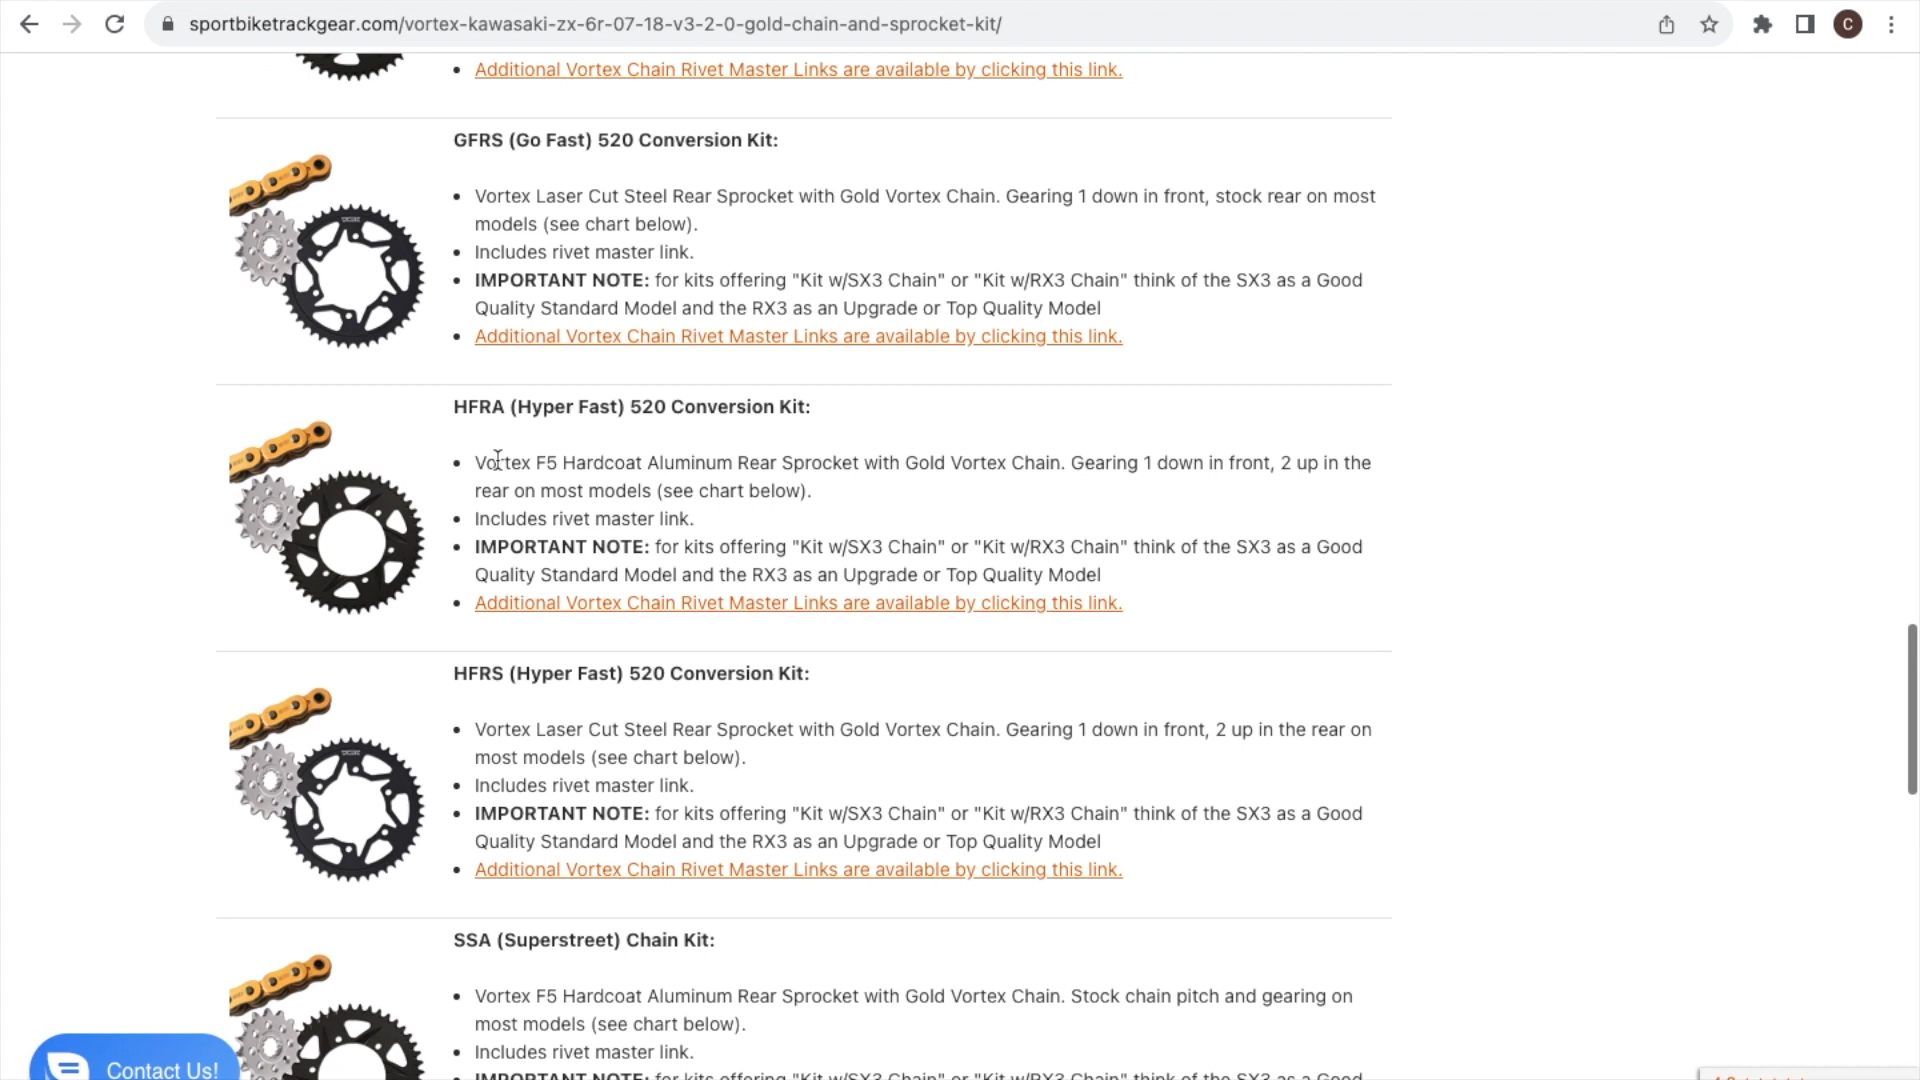 sportbiketrackgear.com/vortex-kawasaki-zx-6r-07-18-v3-2-0-gold-chain-and-sprocket-kit/
C
Additional Vortex Chain Rivet Master Links are available by clicking this link.
GFRS (Go Fast) 520 Conversion Kit:
Vortex Laser Cut Steel Rear Sprocket with Gold Vortex Chain. Gearing 1 down in front, stock rear on most
models (see chart below).
Includes rivet master link.
IMPORTANT NOTE: for kits offering "Kit w/SX3 Chain" or "Kit w/RX3 Chain" think of the SX3 as a Good
Quality Standard Model and the RX3 as an Upgrade or Top Quality Model
Additional Vortex Chain Rivet Master Links are available by clicking this link.
HFRA (Hyper Fast) 520 Conversion Kit:
Vortex F5 Hardcoat Aluminum Rear Sprocket with Gold Vortex Chain. Gearing 1 down in front, 2 up in the
rear on most models (see chart below).
Includes rivet master link.
IMPORTANT NOTE: for kits offering "Kit w/SX3 Chain" or "Kit w/RX3 Chain" think of the SX3 as a Good
Quality Standard Model and the RX3 as an Upgrade or Top Quality Model
Additional Vortex Chain Rivet Master Links are available by clicking this link.
HFRS (Hyper Fast) 520 Conversion Kit:
Vortex Laser Cut Steel Rear Sprocket with Gold Vortex Chain. Gearing 1 down in front, 2 up in the rear on
most models (see chart below).
Includes rivet master link.
IMPORTANT NOTE: for kits offering "Kit w/SX3 Chain" or "Kit w/RX3 Chain" think of the SX3 as a Good
Quality Standard Model and the RX3 as an Upgrade or Top Quality Model
Additional Vortex Chain Rivet Master Links are available by clicking this link.
SSA (Superstreet) Chain Kit:
Vortex F5 Hardcoat Aluminum Rear Sprocket with Gold Vortex Chain. Stock chain pitch and gearing on
most models (see chart below).
Includes rivet master link.
IMPORTANT NOTE: for kits offering "Kit w/SX3 Chain" or "Kit w/RX3 Chain" think of the SX3 as a Good
Contact Us!